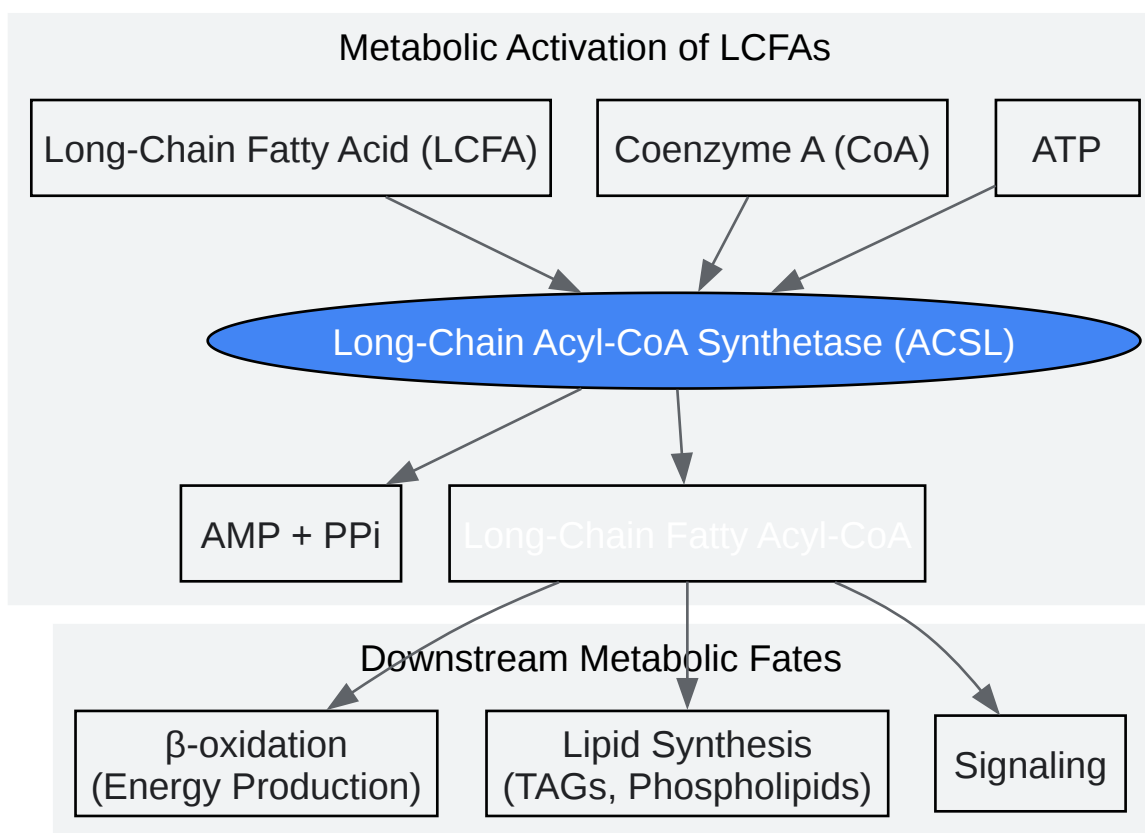 Metabolic Activation of LCFAs
Long-Chain Fatty Acid (LCFA)
Coenzyme A (CoA)
ATP
Long-Chain Acyl-CoA Synthetase (ACSL)
AMP + PPi
Long-Chain Fatty Acyl-CoA
Downstream Metabolic Fates
β-oxidation
(Energy Production)
Lipid Synthesis
(TAGs, Phospholipids)
Signaling